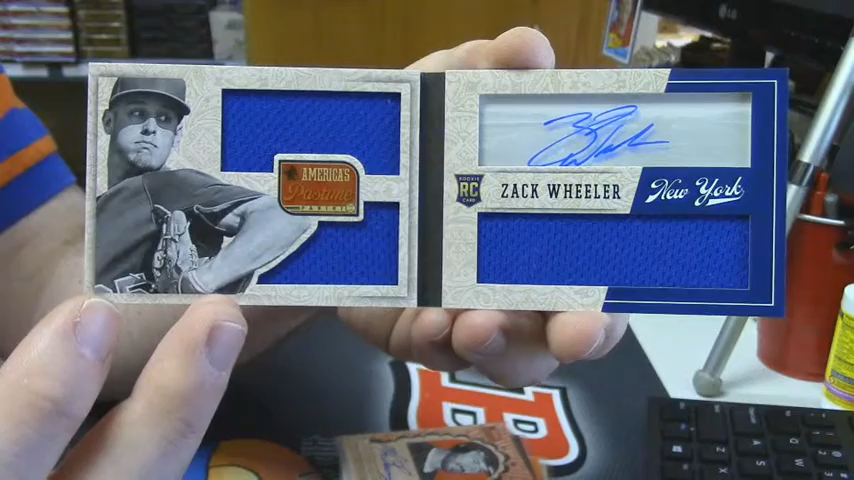 AMERICA'S
Pastime
PANINI
ROOKIE
RC
CARD
ZACK WHEELER
New York